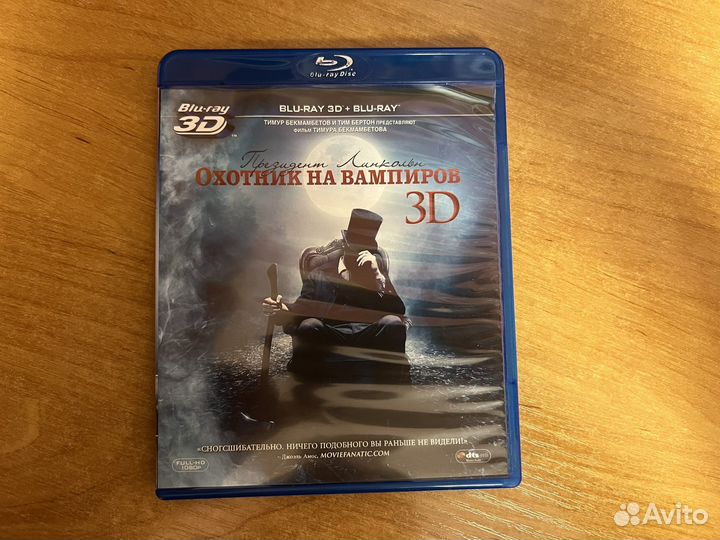 Blu-ray Disc
Blu-ray
3D
BLU-RAY 3D + BLU-RAY
ТИМУР БЕКМАМБЕТОВ И ТИМ БЕРТОН ПРЕДСТАВЛЯЮТ
ФИЛЬМ ТИМУРА БЕКМАМБЕТОВА
Президент Линкольн
ОХОТНИК НА ВАМПИРОВ
3D
«СНОГСШИБАТЕЛЬНО. НИЧЕГО ПОДОБНОГО ВЫ РАНЬШЕ НЕ ВИДЕЛИ!»
- Джоэль Амос, MOVIEFANATIC.COM
FULL-HD
1080P
dts
Avito